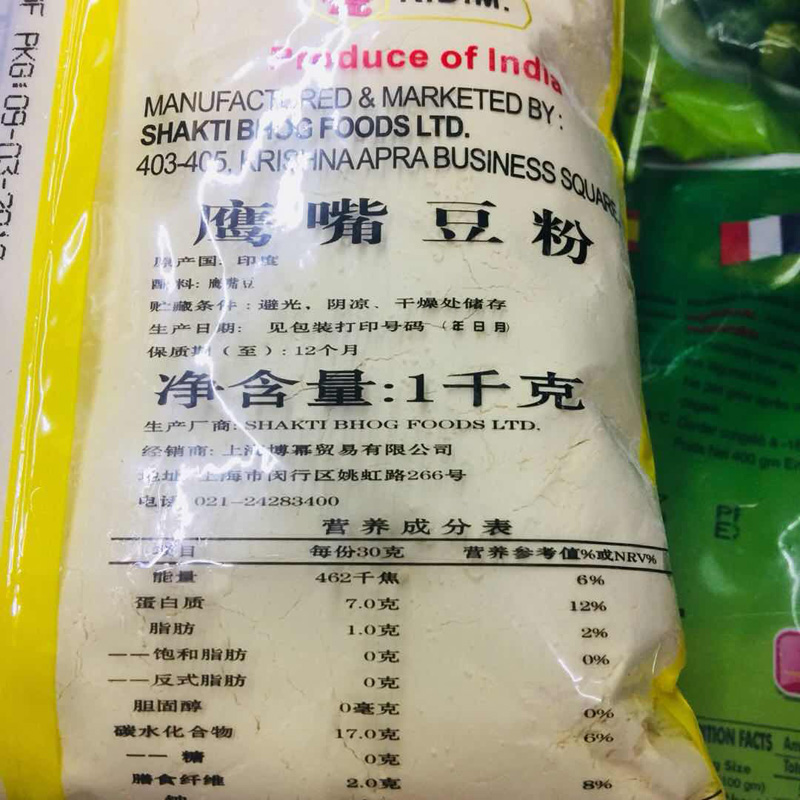 Produce of India
MANUFACTURED & MARKETED BY :
SHAKTI BHOG FOODS LTD.
403-405, KRISHNA APRA BUSINESS SQUARE,
鹰嘴豆粉
原产国: 印度
配料: 鹰嘴豆
贮藏条件：避光，阴凉、干燥处储存
生产日期: 见包装打印号码（年日月）
保质期（至）: 12个月
净含量:1千克
生产厂商: SHAKTI BHOG FOODS LTD.
经销商: 上海博幂贸易有限公司
地址: 上海市闵行区姚虹路266号
电话: 021-24283400
营养成分表
项目 每份30克 营养参考值%或NRV%
能量 462千焦 6%
蛋白质 7.0克 12%
脂肪 1.0克 2%
——饱和脂肪 0克 0%
——反式脂肪 0克
胆固醇 0毫克 0%
碳水化合物 17.0克 6%
—— 糖 0克
膳食纤维 2.0克 8%
钠
PKG:
NUTRITION FACTS
Size